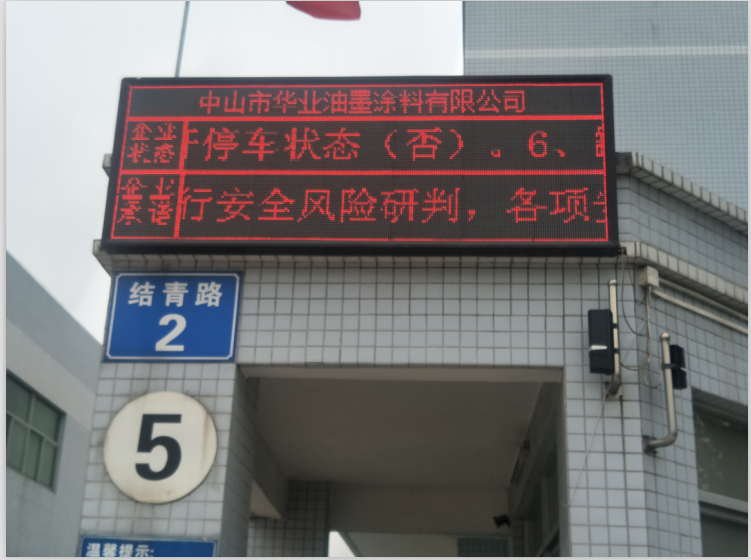 中山市华业油墨涂料有限公司
企业状态
停车状态（否）。6、
企业承诺
行安全风险研判，各项
结青路
2
5
温馨提示: